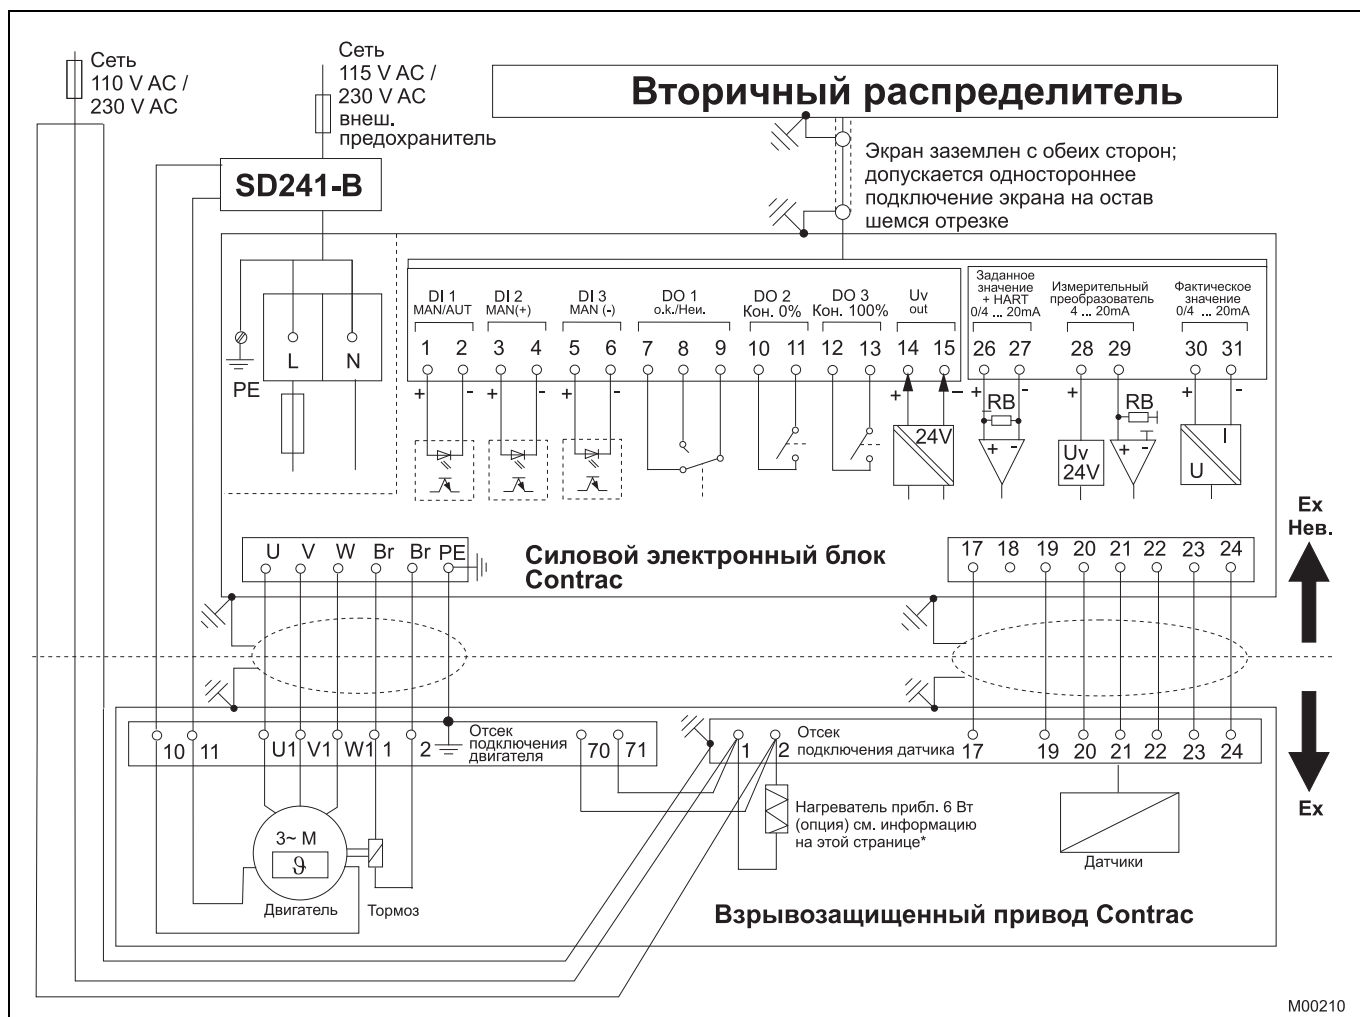 Сеть
110 V AC /
230 V AC
Сеть
115 V AC /
230 V AC
внеш.
предохранитель
Вторичный распределитель
SD241-B
Экран заземлен с обеих сторон;
допускается одностороннее
подключение экрана на остав
шемся отрезке
PE
L
N
DI 1
MAN/AUT
DI 2
MAN(+)
DI 3
MAN (-)
DO 1
o.k./Неи.
DO 2
Кон. 0%
DO 3
Кон. 100%
Uv
out
Заданное
значение
+ HART
0/4 ... 20mA
Измерительный
преобразователь
4 ... 20mA
Фактическое
значение
0/4 ... 20mA
1 2 3 4 5 6 7 8 9 10 11 12 13 14 15 26 27 28 29 30 31
+ - + - + - + - + - + + -
RB
RB
24V
+ -
Uv
24V
+ -
I
U
Ex
Нев.
U V W Br Br PE
Силовой электронный блок
Contrac
17 18 19 20 21 22 23 24
10 11 U1 V1 W1 1 2
Отсек
подключения
двигателя
70 71
1 2
Отсек
подключения датчика
17 19 20 21 22 23 24
Ex
3~ M
ϑ
Двигатель
Тормоз
Нагреватель прибл. 6 Вт
(опция) см. информацию
на этой странице*
Датчики
Взрывозащищенный привод Contrac
M00210